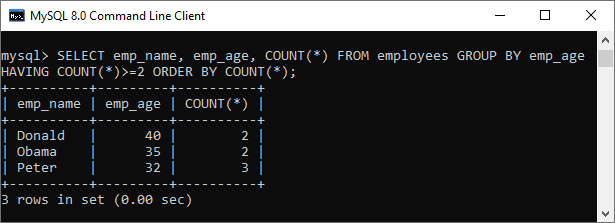 MySQL 8.0 Command Line Client
mysql> SELECT emp_name, emp_age, COUNT(*) FROM employees GROUP BY emp_age
HAVING COUNT(*)>=2 ORDER BY COUNT(*);
+----------+---------+----------+
| emp_name | emp_age | COUNT(*) |
+----------+---------+----------+
| Donald   |      40 |        2 |
| Obama    |      35 |        2 |
| Peter    |      32 |        3 |
+----------+---------+----------+
3 rows in set (0.00 sec)